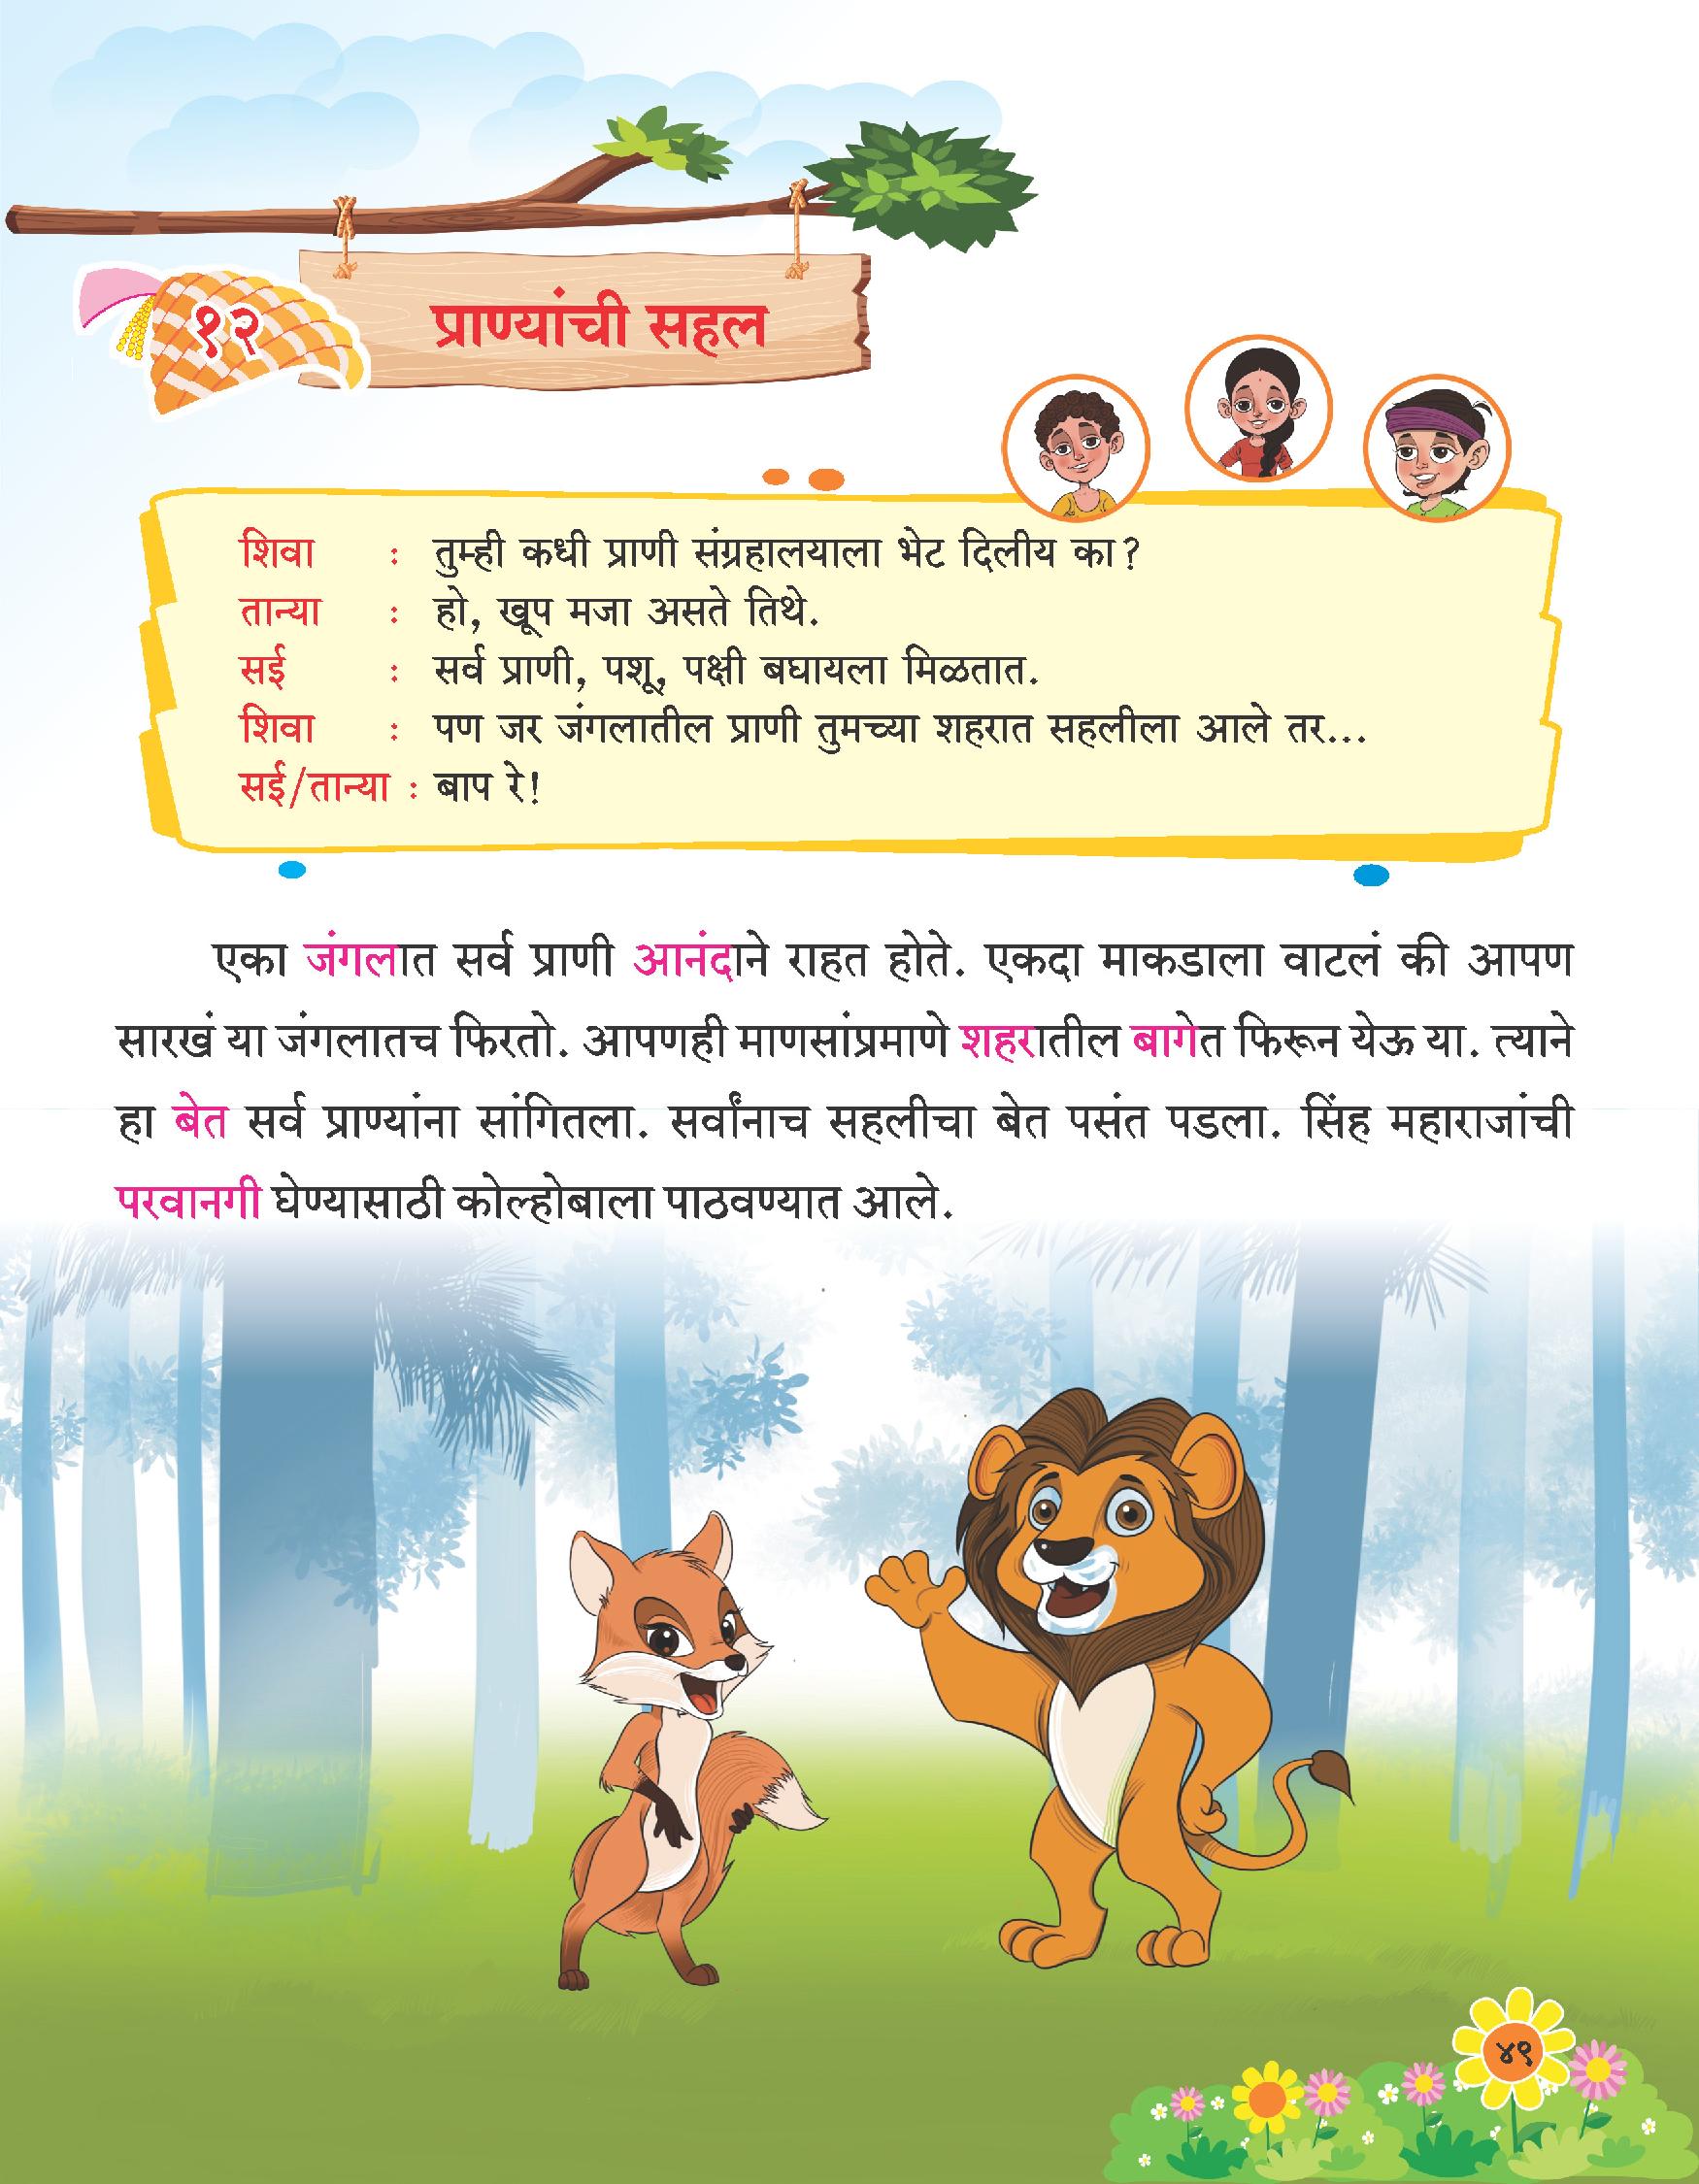 १२
प्राण्यांची सहल
शिवा : तुम्ही कधी प्राणी संग्रहालयाला भेट दिलीय का?
तान्या : हो, खूप मजा असते तिथे.
सई : सर्व प्राणी, पशू, पक्षी बघायला मिळतात.
शिवा : पण जर जंगलातील प्राणी तुमच्या शहरात सहलीला आले तर...
सई/तान्या : बाप रे!
एका जंगलात सर्व प्राणी आनंदाने राहत होते. एकदा माकडाला वाटलं की आपण
सारखं या जंगलातच फिरतो. आपणही माणसांप्रमाणे शहरातील बागेत फिरून येऊ या. त्याने
हा बेत सर्व प्राण्यांना सांगितला. सर्वांनाच सहलीचा बेत पसंत पडला. सिंह महाराजांची
परवानगी घेण्यासाठी कोल्होबाला पाठवण्यात आले.
४९